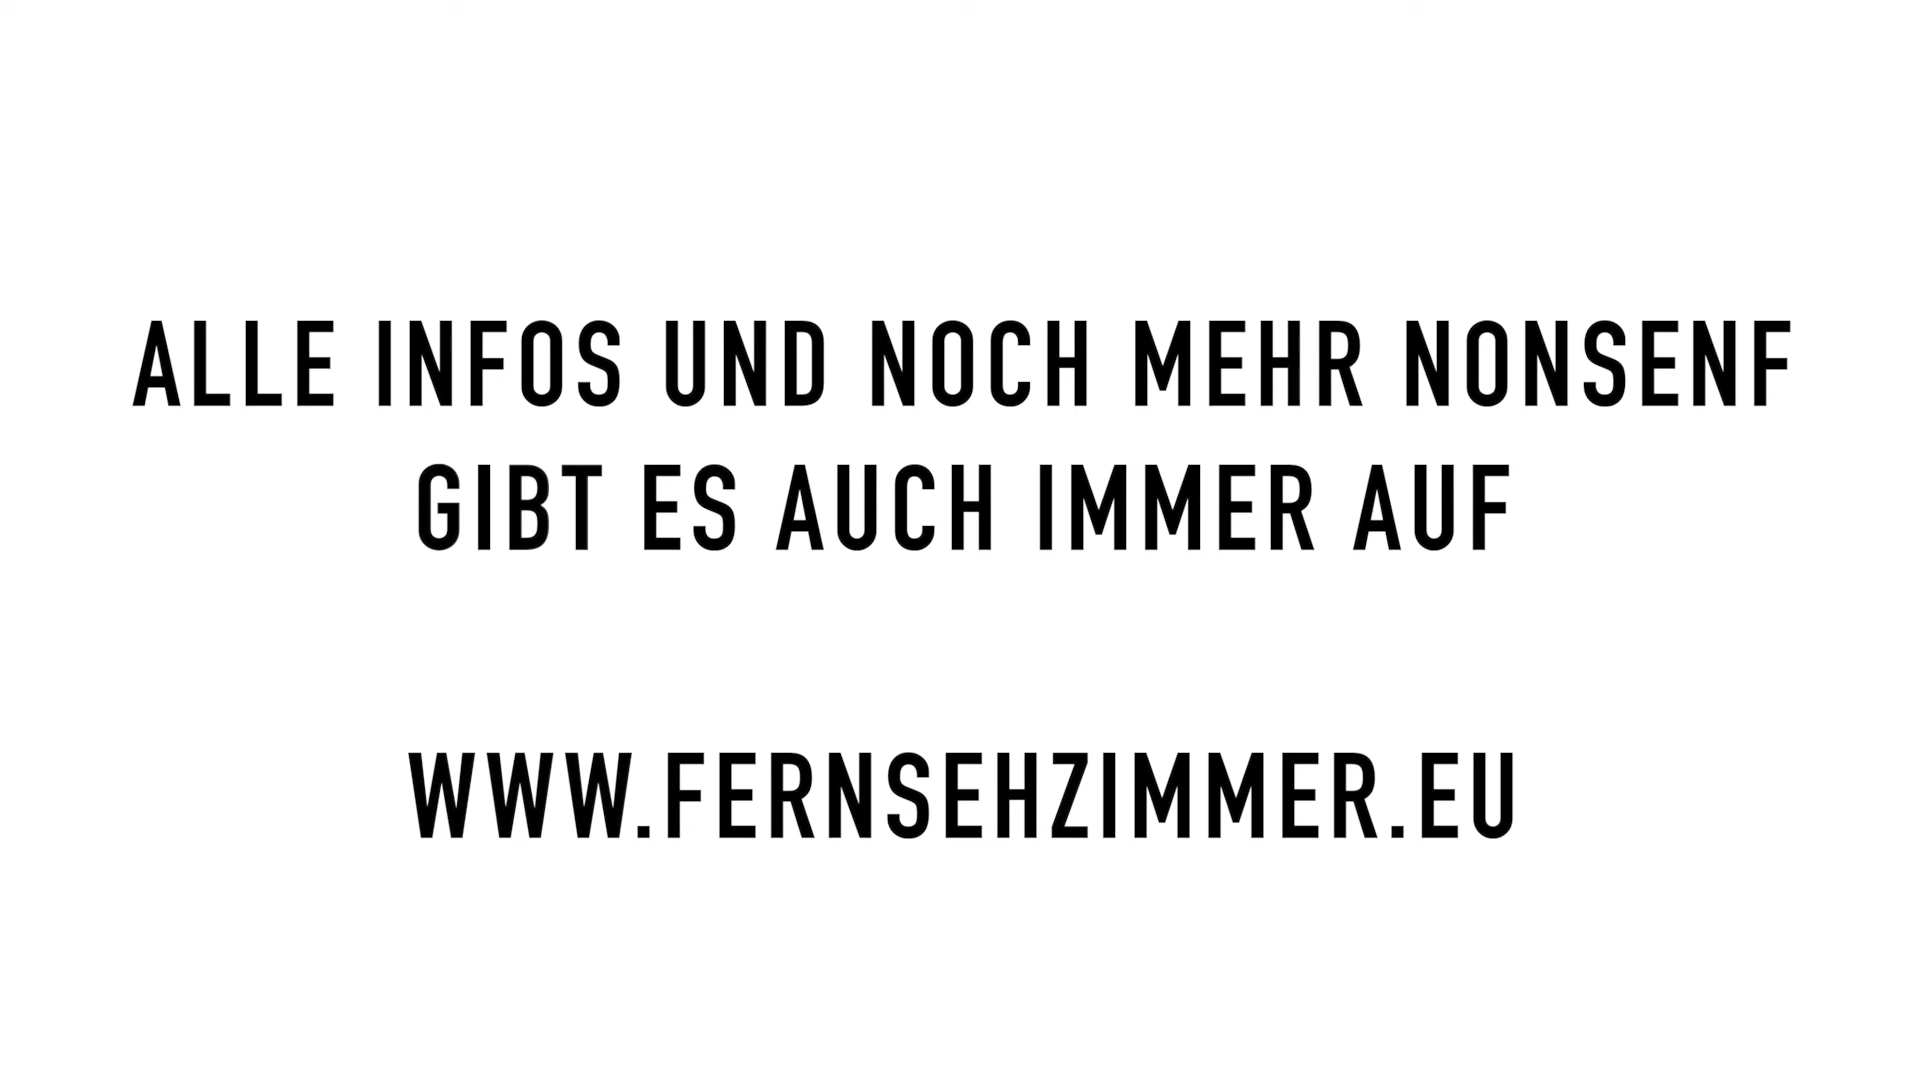 ALLE INFOS UND NOCH MEHR NONSENF
GIBT ES AUCH IMMER AUF
WWW.FERNSEHZIMMER.EU